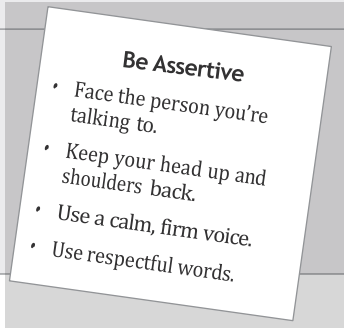 Be Assertive
• Face the person you're
talking to.
• Keep your head up and
shoulders back.
• Use a calm, firm voice.
• Use respectful words.